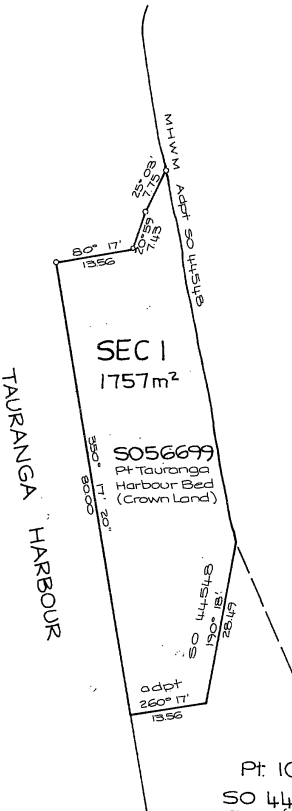 MHWM Adpt SO 44548
25° 03'
7.75
20° 59'
7.43
80° 17'
13.56
SEC 1
1757m²
TAURANGA HARBOUR
350° 17' 20"
80.00
SO56699
Pt Tauranga
Harbour Bed
(Crown Land)
SO 44548
190° 18'
28.49
adpt
260° 17'
13.56
Pt. 10
SO 44